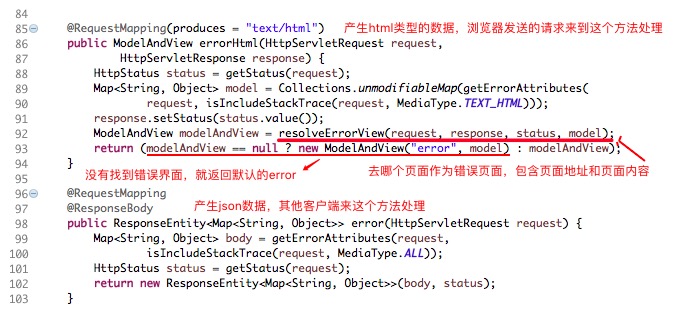 84
85 @RequestMapping(produces = "text/html") 产生html类型的数据，浏览器发送的请求来到这个方法处理
86 public ModelAndView errorHtml(HttpServletRequest request,
87 HttpServletResponse response) {
88 HttpStatus status = getStatus(request);
89 Map<String, Object> model = Collections.unmodifiableMap(getErrorAttributes(
90 request, isIncludeStackTrace(request, MediaType.TEXT_HTML)));
91 response.setStatus(status.value());
92 ModelAndView modelAndView = resolveErrorView(request, response, status, model);
93 return (modelAndView == null ? new ModelAndView("error", model) : modelAndView);
94 }
没有找到错误界面，就返回默认的error
去哪个页面作为错误页面，包含页面地址和页面内容
95
96 @RequestMapping
97 @ResponseBody 产生json数据，其他客户端来这个方法处理
98 public ResponseEntity<Map<String, Object>> error(HttpServletRequest request) {
99 Map<String, Object> body = getErrorAttributes(request,
100 isIncludeStackTrace(request, MediaType.ALL));
101 HttpStatus status = getStatus(request);
102 return new ResponseEntity<Map<String, Object>>(body, status);
103 }